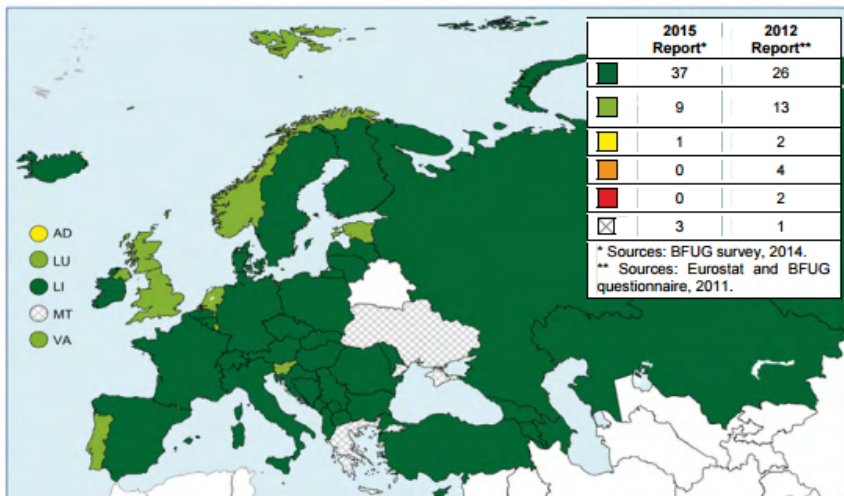 2015 Report* 2012 Report**
37 26
9 13
1 2
0 4
0 2
3 1
* Sources: BFUG survey, 2014.
** Sources: Eurostat and BFUG
questionnaire, 2011.
AD
LU
LI
MT
VA